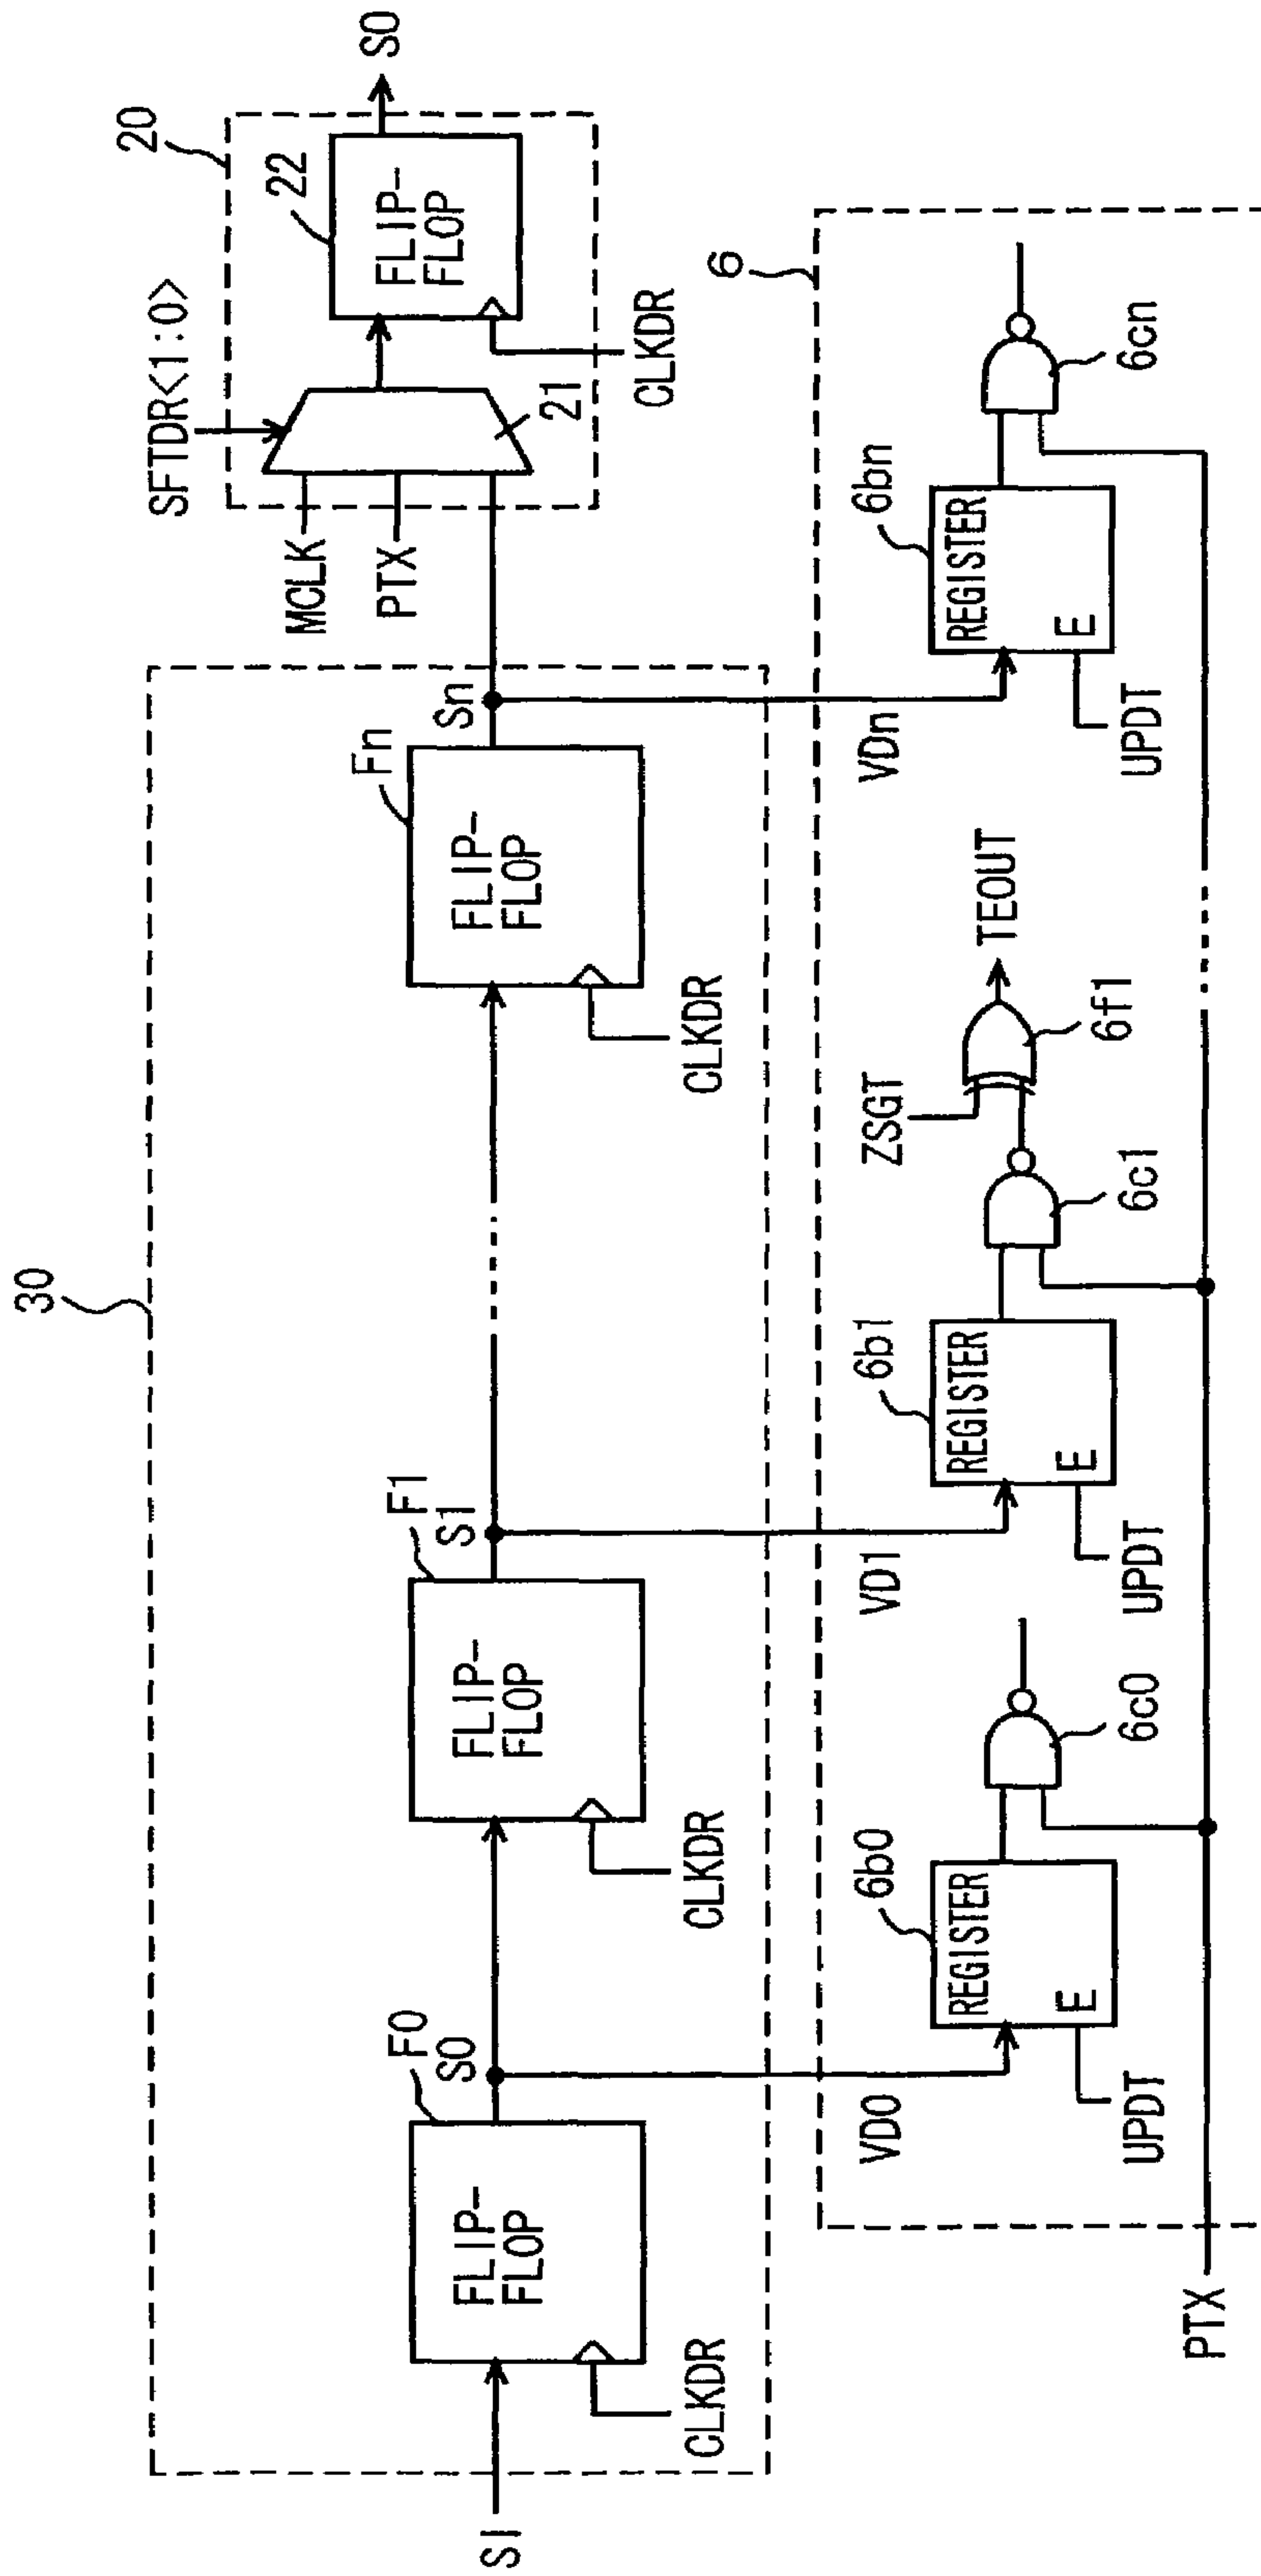 30
20
SFTDR<1:0>
22
FLIP-
FLOP
SO
MCLK
PTX
21
CLKDR
SI
F0
S0
FLIP-
FLOP
CLKDR
F1
S1
FLIP-
FLOP
CLKDR
Fn
Sn
FLIP-
FLOP
CLKDR
6
VD0
6b0
REGISTER
E
UPDT
6c0
VD1
6b1
REGISTER
E
UPDT
6c1
ZSGT
6f1
TEOUT
VDn
6bn
REGISTER
E
UPDT
6cn
PTX